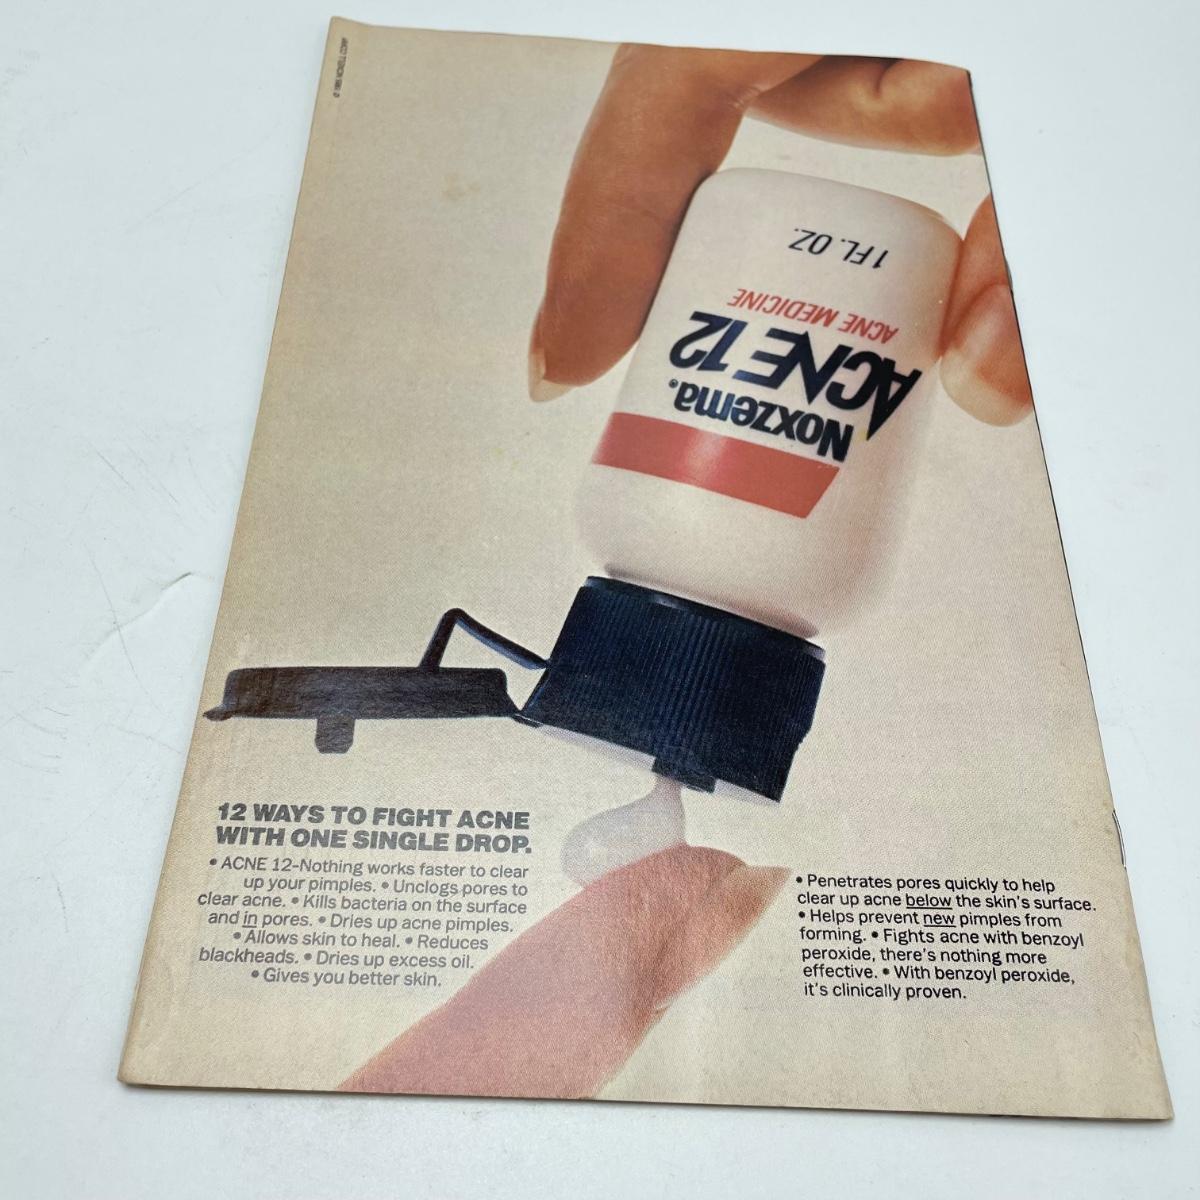 1 FL. OZ.
ACNE MEDICINE
ACNE 12
Noxzema®
12 WAYS TO FIGHT ACNE
WITH ONE SINGLE DROP.
• ACNE 12–Nothing works faster to clear
up your pimples. • Unclogs pores to
clear acne. • Kills bacteria on the surface
and in pores. • Dries up acne pimples.
• Allows skin to heal. • Reduces
blackheads. • Dries up excess oil.
• Gives you better skin.
• Penetrates pores quickly to help
clear up acne below the skin's surface.
• Helps prevent new pimples from
forming. • Fights acne with benzoyl
peroxide, there's nothing more
effective. • With benzoyl peroxide,
it's clinically proven.